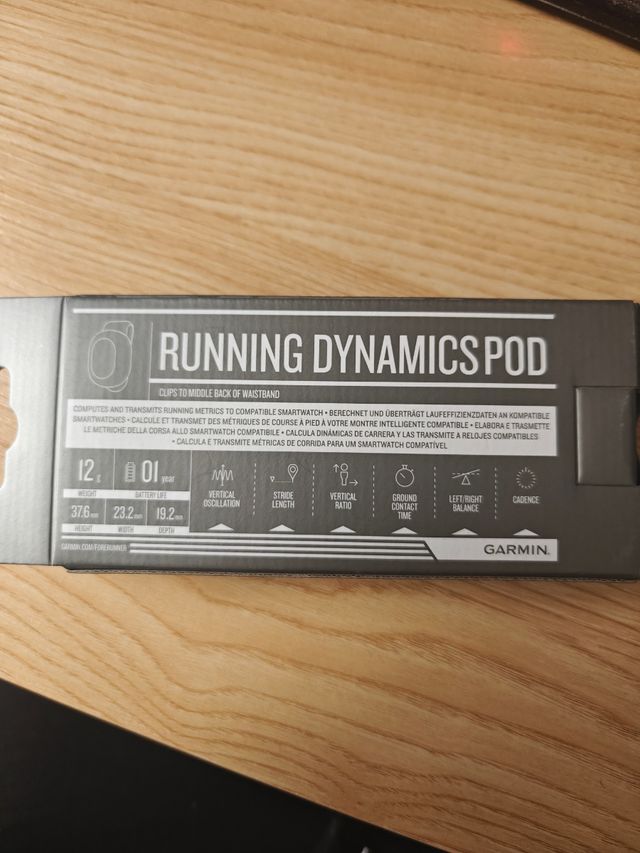 RUNNING DYNAMICS POD
CLIPS TO MIDDLE BACK OF WAISTBAND
COMPUTES AND TRANSMITS RUNNING METRICS TO COMPATIBLE SMARTWATCH • BERECHNET UND ÜBERTRÄGT LAUFEFFIZIENZDATEN AN KOMPATIBLE
SMARTWATCHES • CALCULE ET TRANSMET DES MÉTRIQUES DE COURSE À PIED À VOTRE MONTRE INTELLIGENTE COMPATIBLE • ELABORA E TRASMETTE
LE METRICHE DELLA CORSA ALLO SMARTWATCH COMPATIBILE • CALCULA DINÁMICAS DE CARRERA Y LAS TRANSMITE A RELOJES COMPATIBLES
• CALCULA E TRANSMITE MÉTRICAS DE CORRIDA PARA UM SMARTWATCH COMPATÍVEL
12 g
WEIGHT
01 year
BATTERY LIFE
37.6 mm
HEIGHT
23.2 mm
WIDTH
19.2 mm
DEPTH
VERTICAL
OSCILLATION
STRIDE
LENGTH
VERTICAL
RATIO
GROUND
CONTACT
TIME
LEFT/RIGHT
BALANCE
CADENCE
GARMIN.COM/FORERUNNER
GARMIN.